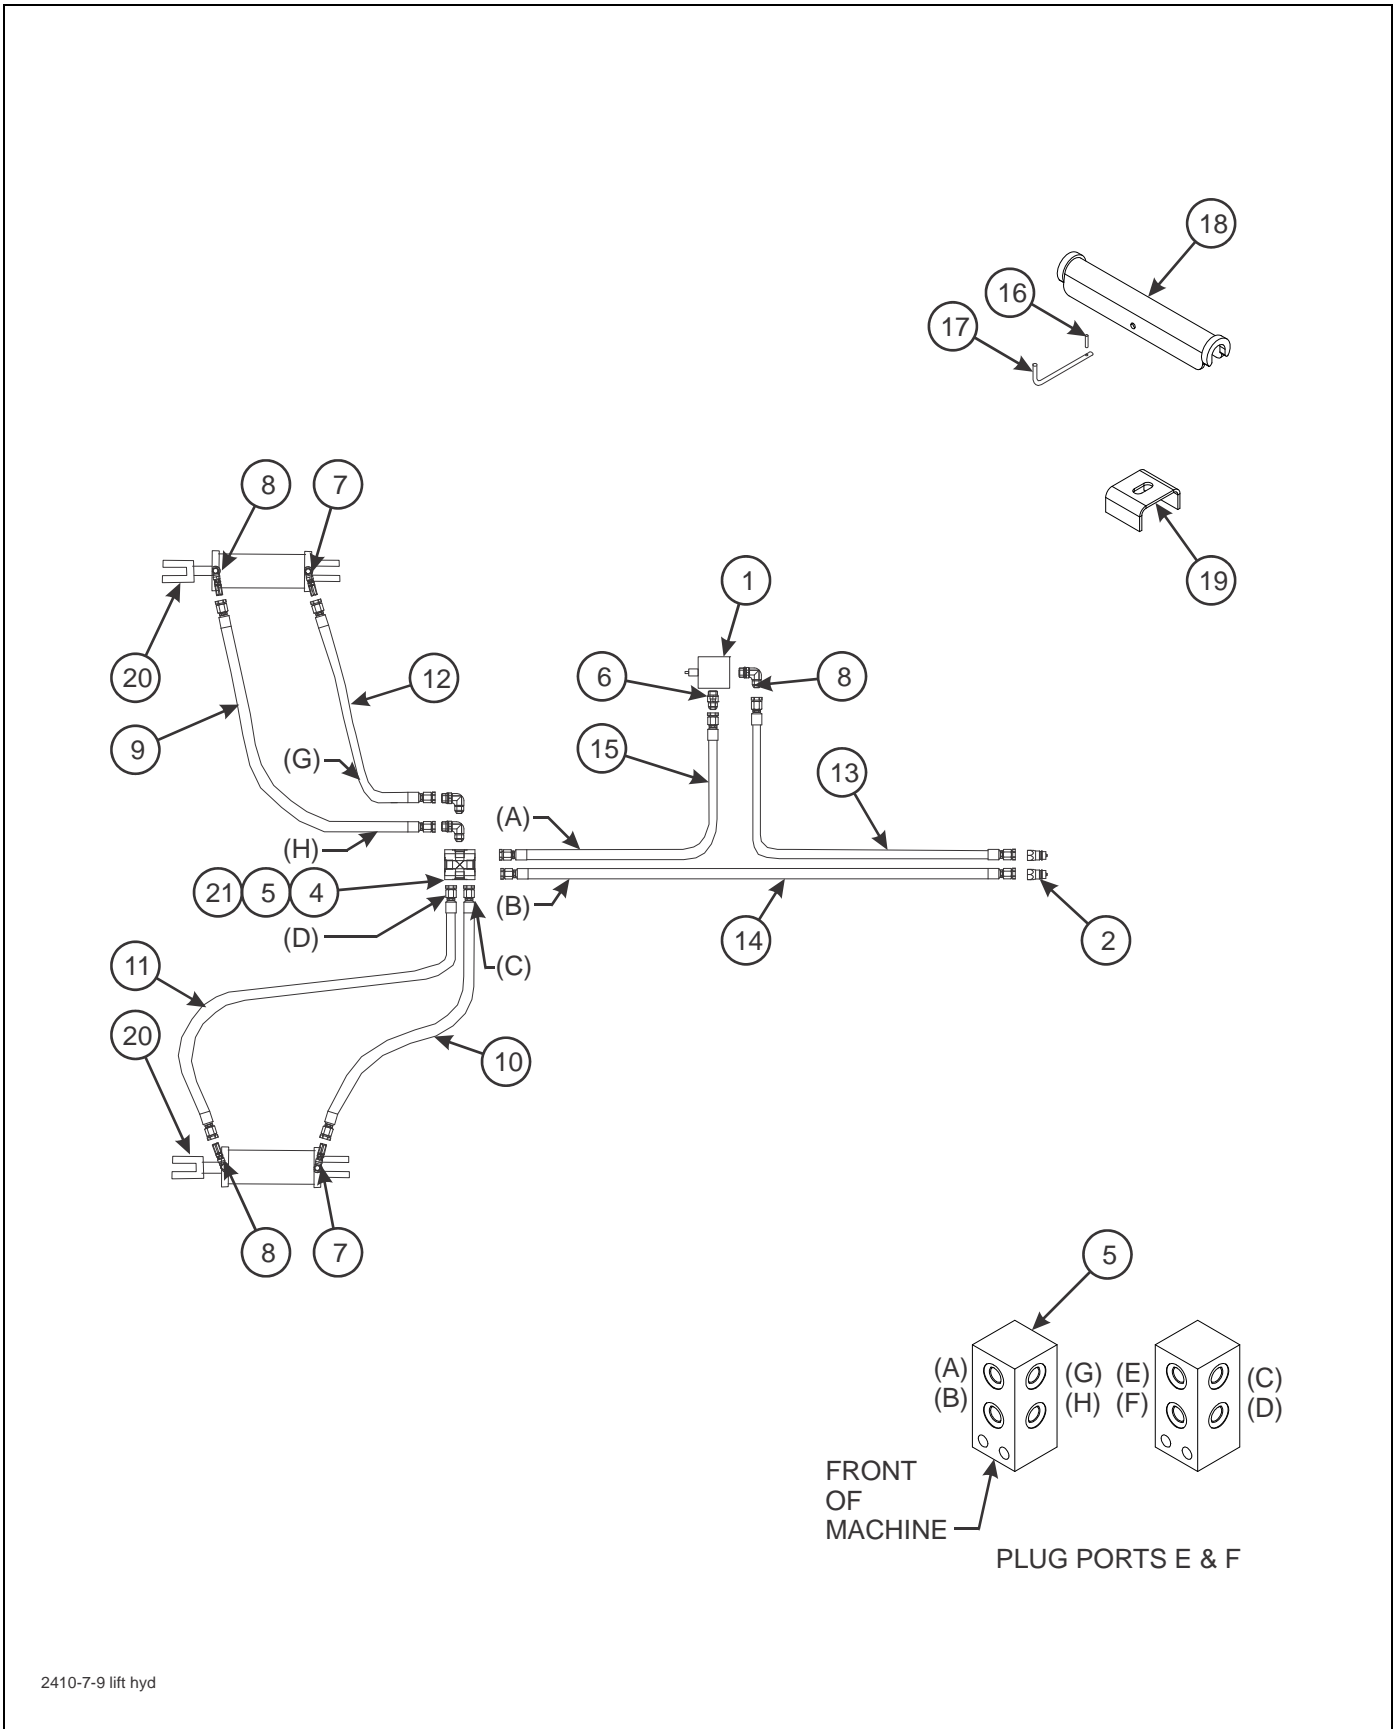 18
16
17
8 7
19
1
20
12
6
8
9
(G)
15
13
(A)
(H)
21 5 4
(B)
(D)
14
2
(C)
11
20
10
8 7
5
(A) (G) (E) (C)
(B) (H) (F) (D)
FRONT
OF
MACHINE
PLUG PORTS E & F
2410-7-9 lift hyd